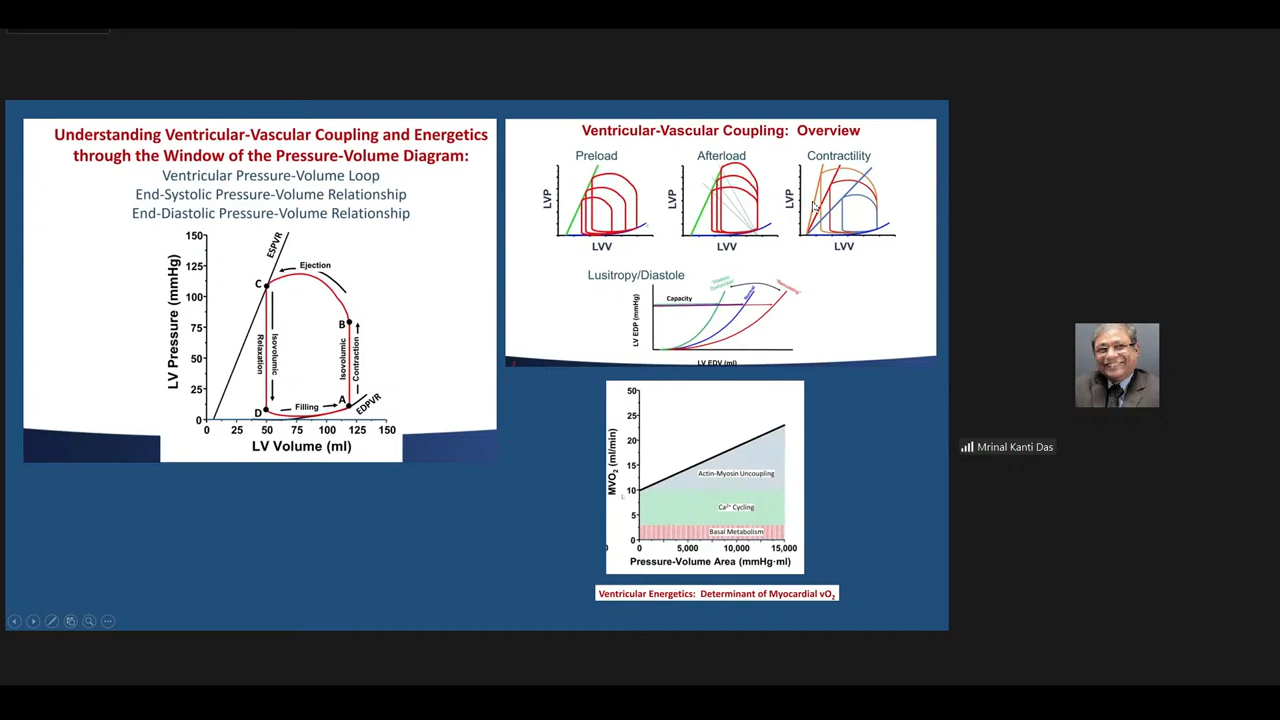 Understanding Ventricular-Vascular Coupling and Energetics
through the Window of the Pressure-Volume Diagram:
Ventricular Pressure-Volume Loop
End-Systolic Pressure-Volume Relationship
End-Diastolic Pressure-Volume Relationship
LV Pressure (mmHg)
150
125
100
75
50
25
0
ESPVR
Ejection
C
B
Isovolumic
Relaxation
Isovolumic
Contraction
D
Filling
A
EDPVR
0 25 50 75 100 125 150
LV Volume (ml)
Ventricular-Vascular Coupling: Overview
Preload
Afterload
Contractility
LVP
LVV
LVP
LVV
LVP
LVV
Lusitropy/Diastole
LV EDP (mmHg)
Capacity
"Remodeling"
LV EDV (ml)
MVO2 (ml/min)
50
25
20
15
10
5
0
Actin-Myosin Uncoupling
Ca2+ Cycling
Basal Metabolism
0 5,000 10,000 15,000
Pressure-Volume Area (mmHg·ml)
Ventricular Energetics: Determinant of Myocardial vO2
Mrinal Kanti Das